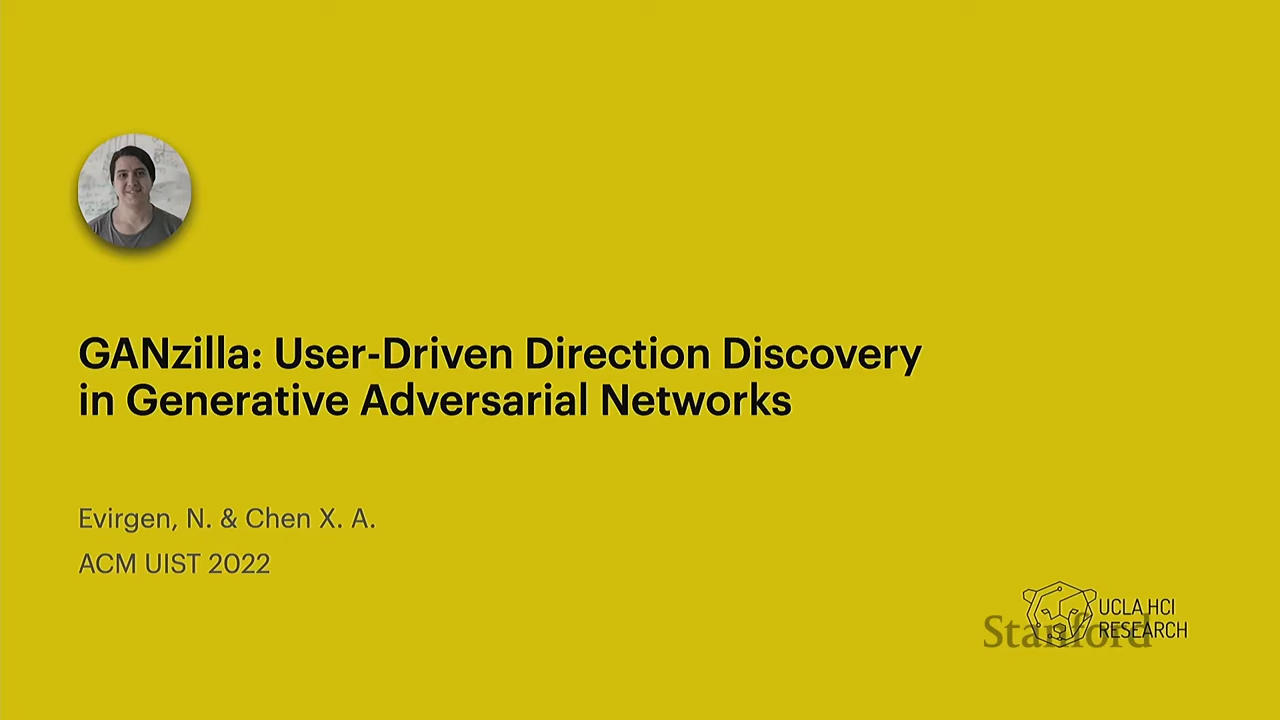 GANzilla: User-Driven Direction Discovery
in Generative Adversarial Networks
Evirgen, N. & Chen X. A.
ACM UIST 2022
UCLA HCI
RESEARCH
Stanford